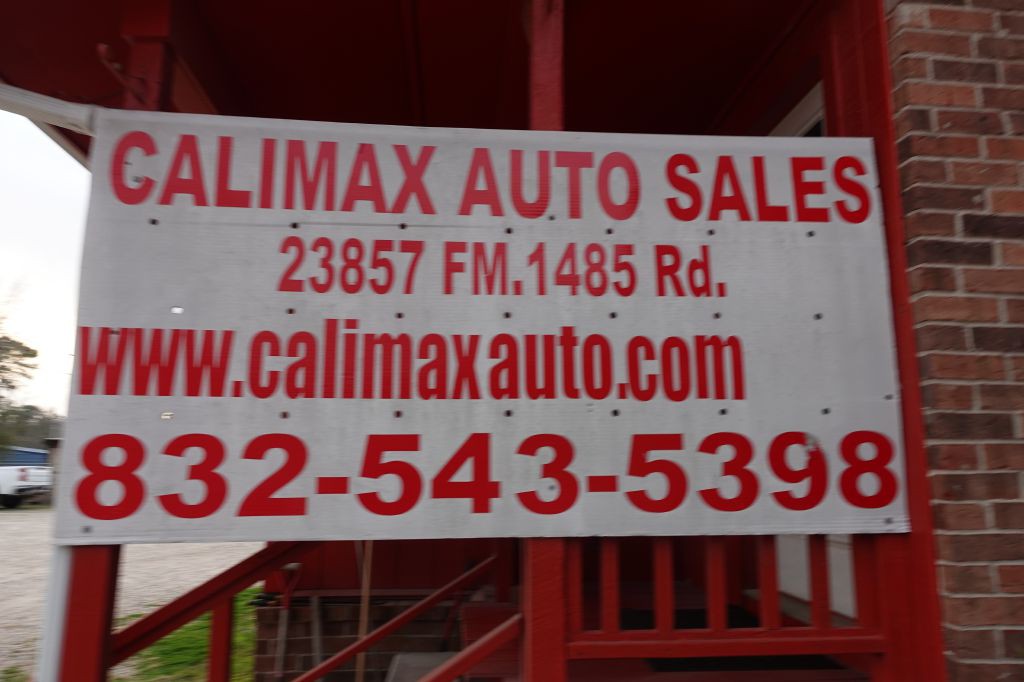 CALIMAX AUTO SALES
23857 FM.1485 Rd.
www.calimaxauto.com
832-543-5398